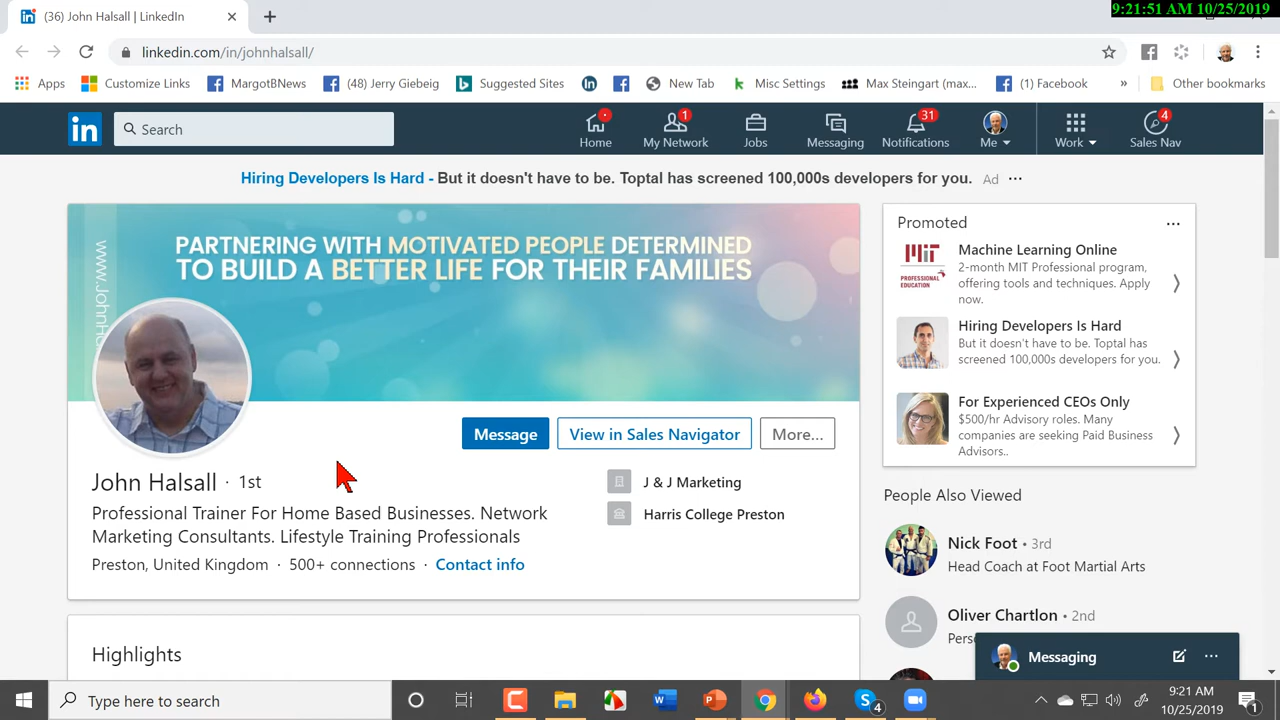 9:21:51 AM 10/25/2019
(36) John Halsall | LinkedIn
linkedin.com/in/johnhalsall/
Apps Customize Links MargotBNews (48) Jerry Giebeig Suggested Sites New Tab Misc Settings Max Steingart (max... (1) Facebook » Other bookmarks
in Search Home My Network 1 Jobs Messaging Notifications 31 Me Work Sales Nav 4
Hiring Developers Is Hard - But it doesn't have to be. Toptal has screened 100,000s developers for you. Ad ...
PARTNERING WITH MOTIVATED PEOPLE DETERMINED
TO BUILD A BETTER LIFE FOR THEIR FAMILIES
Message View in Sales Navigator More...
John Halsall · 1st
Professional Trainer For Home Based Businesses. Network
Marketing Consultants. Lifestyle Training Professionals
Preston, United Kingdom · 500+ connections · Contact info
J & J Marketing
Harris College Preston
Highlights
Promoted ...
MIT
PROFESSIONAL
EDUCATION
Machine Learning Online
2-month MIT Professional program,
offering tools and techniques. Apply
now.
Hiring Developers Is Hard
But it doesn't have to be. Toptal has
screened 100,000s developers for you.
For Experienced CEOs Only
$500/hr Advisory roles. Many
companies are seeking Paid Business
Advisors..
People Also Viewed
Nick Foot • 3rd
Head Coach at Foot Martial Arts
Oliver Chartlon • 2nd
Messaging ...
Type here to search
4
9:21 AM
10/25/2019
1